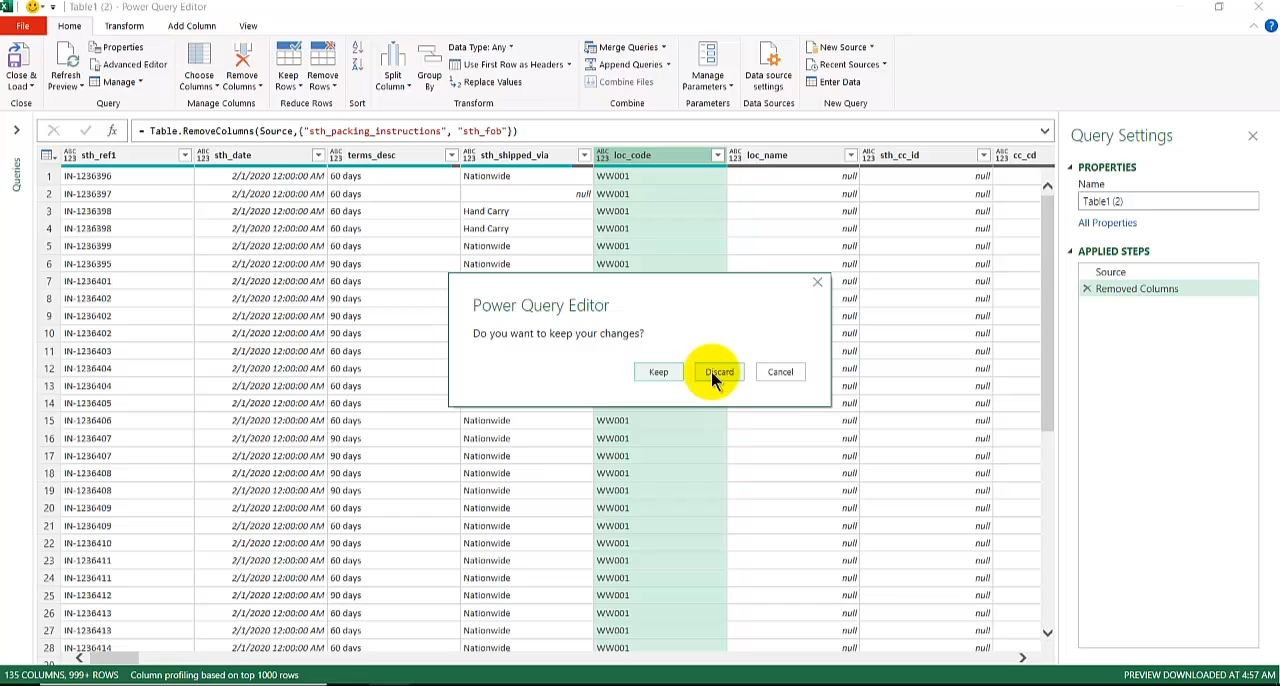 Table1 (2) - Power Query Editor
File Home Transform Add Column View
Close & Load
Refresh Preview
Properties
Advanced Editor
Manage
Choose Columns
Remove Columns
Keep Rows
Remove Rows
Split Column
Group By
Data Type: Any
Use First Row as Headers
Replace Values
Merge Queries
Append Queries
Combine Files
Manage Parameters
Data source settings
New Source
Recent Sources
Enter Data
Close Query Manage Columns Reduce Rows Sort Transform Combine Parameters Data Sources New Query
fx = Table.RemoveColumns(Source,{"sth_packing_instructions", "sth_fob"})
Queries
ABC 123 sth_ref1 ABC 123 sth_date ABC 123 terms_desc ABC 123 sth_shipped_via ABC 123 loc_code ABC 123 loc_name ABC 123 sth_cc_id ABC 123 cc_cd
1 IN-1236396 2/1/2020 12:00:00 AM 60 days Nationwide WW001 null null
2 IN-1236397 2/1/2020 12:00:00 AM 60 days null WW001 null null
3 IN-1236398 2/1/2020 12:00:00 AM 60 days Hand Carry WW001 null null
4 IN-1236398 2/1/2020 12:00:00 AM 60 days Hand Carry WW001 null null
5 IN-1236399 2/1/2020 12:00:00 AM 60 days Nationwide WW001 null null
6 IN-1236395 2/1/2020 12:00:00 AM 90 days Nationwide WW001 null null
7 IN-1236401 2/1/2020 12:00:00 AM 60 days null null
8 IN-1236402 2/1/2020 12:00:00 AM 90 days null null
9 IN-1236402 2/1/2020 12:00:00 AM 90 days null null
10 IN-1236402 2/1/2020 12:00:00 AM 90 days null null
11 IN-1236403 2/1/2020 12:00:00 AM 60 days null null
12 IN-1236404 2/1/2020 12:00:00 AM 60 days null null
13 IN-1236404 2/1/2020 12:00:00 AM 60 days null null
14 IN-1236405 2/1/2020 12:00:00 AM 60 days null null
15 IN-1236406 2/1/2020 12:00:00 AM 60 days Nationwide WW001 null null
16 IN-1236407 2/1/2020 12:00:00 AM 90 days Nationwide WW001 null null
17 IN-1236407 2/1/2020 12:00:00 AM 90 days Nationwide WW001 null null
18 IN-1236408 2/1/2020 12:00:00 AM 90 days Nationwide WW001 null null
19 IN-1236408 2/1/2020 12:00:00 AM 90 days Nationwide WW001 null null
20 IN-1236409 2/1/2020 12:00:00 AM 60 days Nationwide WW001 null null
21 IN-1236409 2/1/2020 12:00:00 AM 60 days Nationwide WW001 null null
22 IN-1236410 2/1/2020 12:00:00 AM 90 days Nationwide WW001 null null
23 IN-1236411 2/1/2020 12:00:00 AM 60 days Nationwide WW001 null null
24 IN-1236411 2/1/2020 12:00:00 AM 60 days Nationwide WW001 null null
25 IN-1236412 2/1/2020 12:00:00 AM 90 days Nationwide WW001 null null
26 IN-1236413 2/1/2020 12:00:00 AM 60 days Nationwide WW001 null null
27 IN-1236413 2/1/2020 12:00:00 AM 60 days Nationwide WW001 null null
28 IN-1236414 2/1/2020 12:00:00 AM 90 days Nationwide WW001 null null
Power Query Editor
Do you want to keep your changes?
Keep Discard Cancel
Query Settings
PROPERTIES
Name
Table1 (2)
All Properties
APPLIED STEPS
Source
Removed Columns
135 COLUMNS, 999+ ROWS Column profiling based on top 1000 rows PREVIEW DOWNLOADED AT 4:57 AM